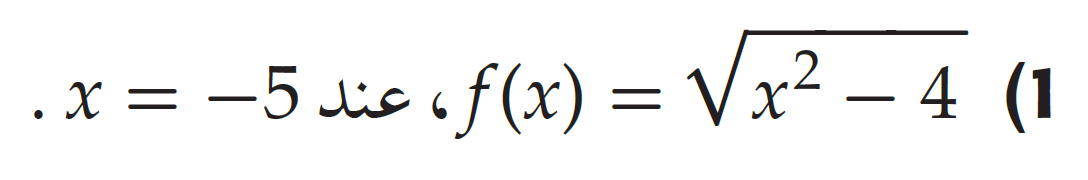 (1 f(x) = √(x² − 4) ، عند x = −5 .